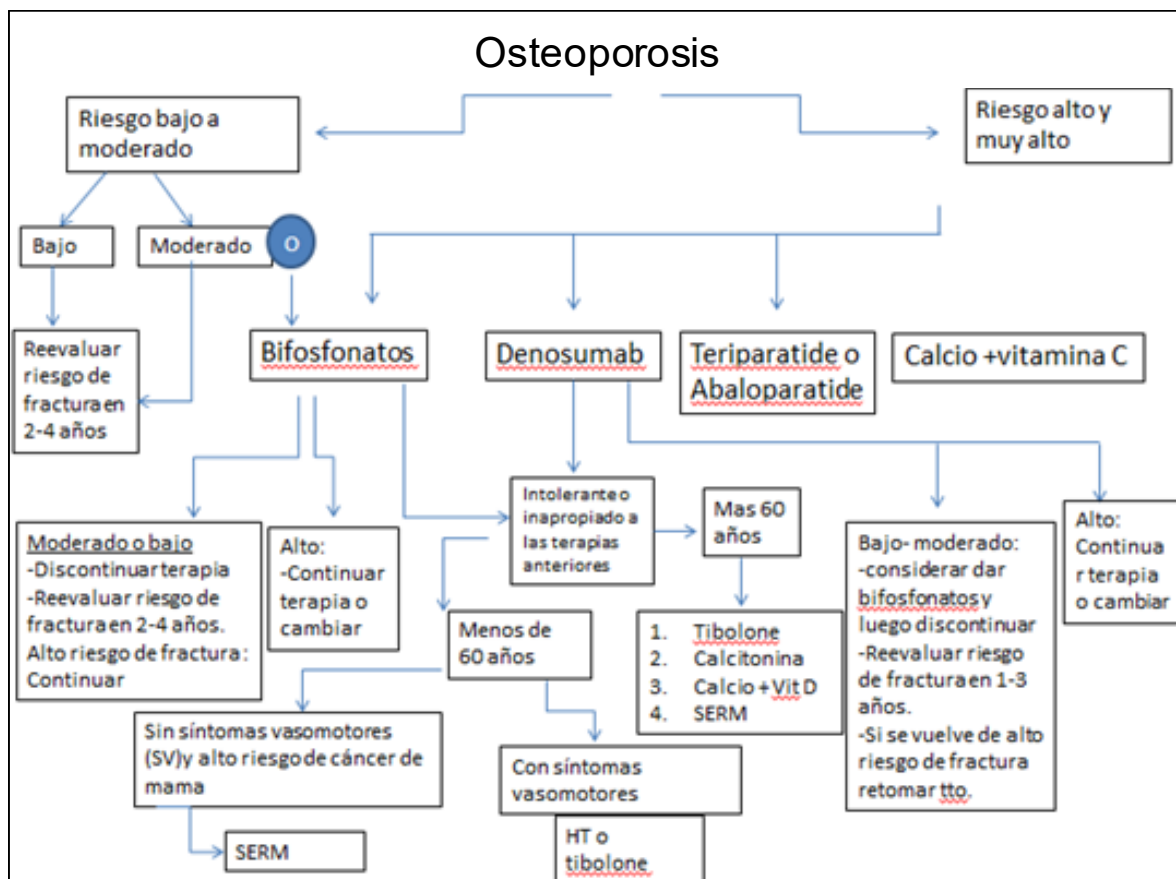 Osteoporosis
Riesgo bajo a
moderado
Riesgo alto y
muy alto
Bajo
Moderado
O
Reevaluar
riesgo de
fractura en
2-4 años
Bifosfonatos
Denosumab
Teriparatide o
Abaloparatide
Calcio +vitamina C
Moderado o bajo
-Discontinuar terapia
-Reevaluar riesgo de
fractura en 2-4 años.
Alto riesgo de fractura:
Continuar
Alto:
-Continuar
terapia o
cambiar
Intolerante o
inapropiado a
las terapias
anteriores
Mas 60
años
Menos de
60 años
1. Tibolone
2. Calcitonina
3. Calcio + Vit D
4. SERM
Bajo- moderado:
-considerar dar
bifosfonatos y
luego discontinuar
-Reevaluar riesgo
de fractura en 1-3
años.
-Si se vuelve de alto
riesgo de fractura
retomar tto.
Alto:
Continua
r terapia
o cambiar
Sin síntomas vasomotores
(SV)y alto riesgo de cáncer de
mama
SERM
Con síntomas
vasomotores
HT o
tibolone